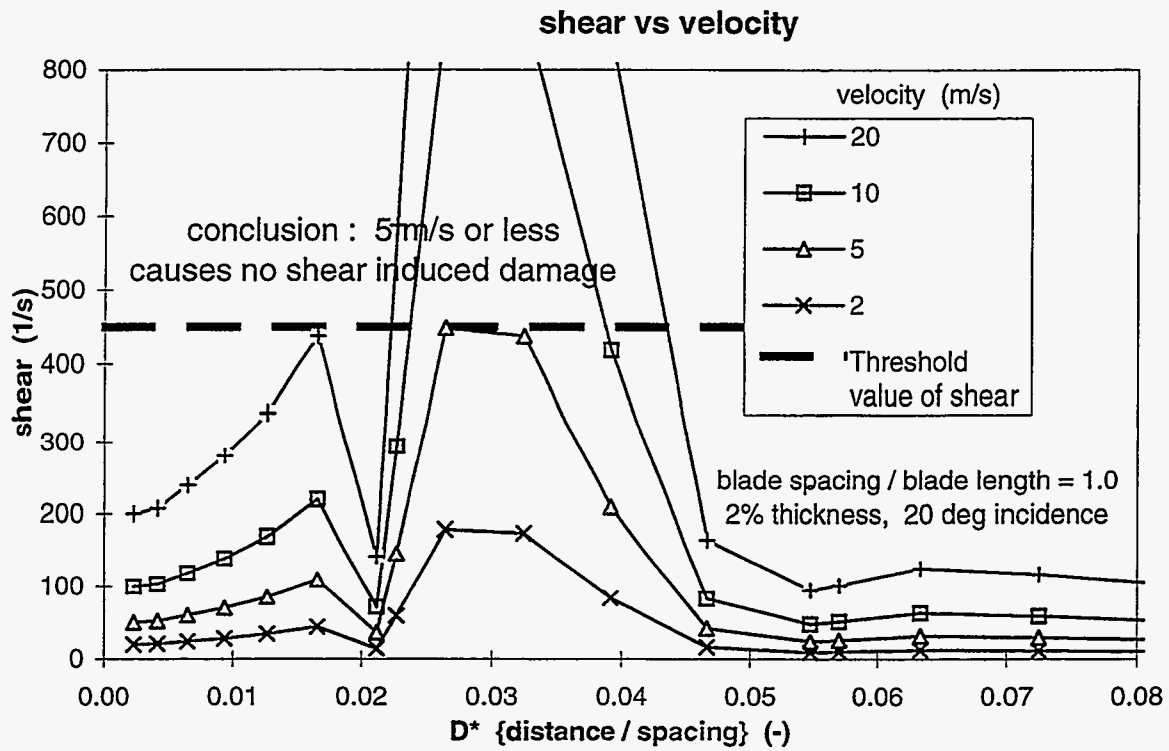 shear vs velocity
800
700
600
500
400
300
200
100
0
shear (1/s)
conclusion : 5 m/s or less
causes no shear induced damage
velocity (m/s)
20
10
5
2
'Threshold
value of shear
blade spacing / blade length = 1.0
2% thickness, 20 deg incidence
0.00 0.01 0.02 0.03 0.04 0.05 0.06 0.07 0.08
D* {distance / spacing} (-)